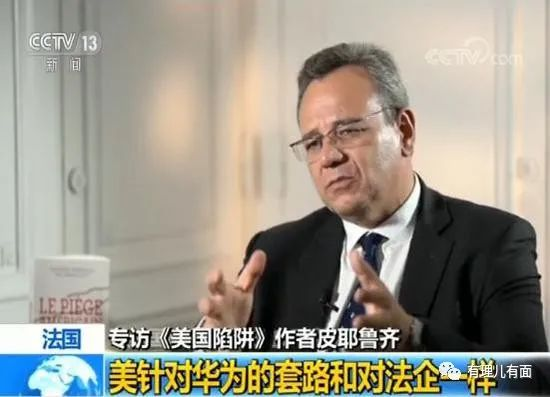 CCTV 13
新闻
CCTV.com
LE PIÈGE
AMÉRICAIN
法国
专访《美国陷阱》作者皮耶鲁齐
美针对华为的套路和对法企一样
有理儿有面